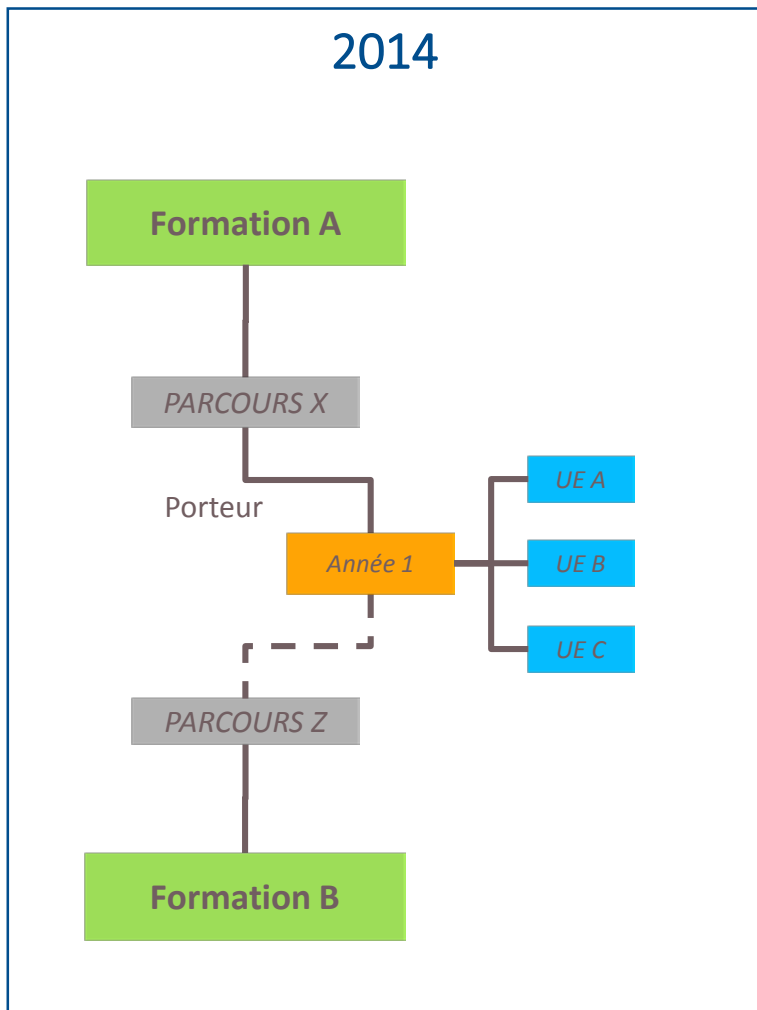 2014
Formation A
PARCOURS X
Porteur
Année 1
UE A
UE B
UE C
PARCOURS Z
Formation B